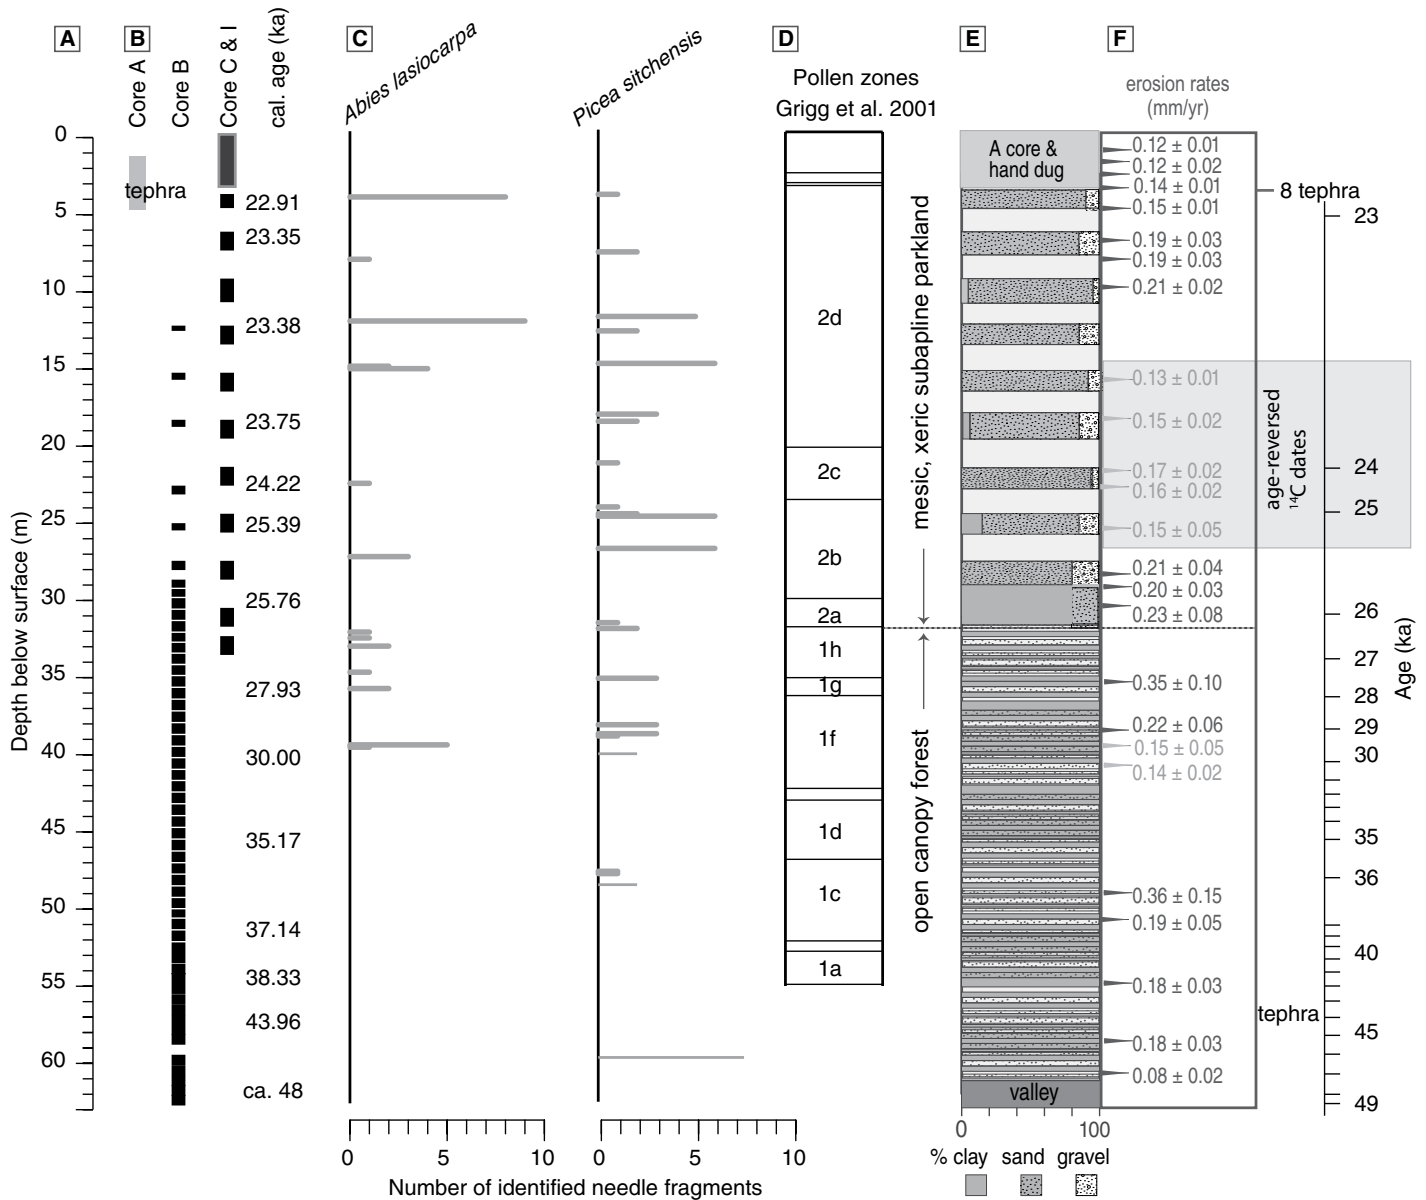 A
B
C
D
E
F
Core A
Core B
Core C & I
cal. age (ka)
Abies lasiocarpa
Picea sitchensis
Pollen zones
Grigg et al. 2001
erosion rates
(mm/yr)
Depth below surface (m)
0
5
10
15
20
25
30
35
40
45
50
55
60
tephra
22.91
23.35
23.38
23.75
24.22
25.39
25.76
27.93
30.00
35.17
37.14
38.33
43.96
ca. 48
0
5
10
0
5
10
Number of identified needle fragments
2d
2c
2b
2a
1h
1g
1f
1d
1c
1a
mesic, xeric subapline parkland
open canopy forest
A core &
hand dug
valley
0
100
% clay
sand
gravel
0.12 ± 0.01
0.12 ± 0.02
0.14 ± 0.01
0.15 ± 0.01
0.19 ± 0.03
0.19 ± 0.03
0.21 ± 0.02
0.13 ± 0.01
0.15 ± 0.02
0.17 ± 0.02
0.16 ± 0.02
0.15 ± 0.05
0.21 ± 0.04
0.20 ± 0.03
0.23 ± 0.08
0.35 ± 0.10
0.22 ± 0.06
0.15 ± 0.05
0.14 ± 0.02
0.36 ± 0.15
0.19 ± 0.05
0.18 ± 0.03
0.18 ± 0.03
0.08 ± 0.02
8 tephra
age-reversed
¹⁴C dates
tephra
23
24
25
26
27
28
29
30
35
36
40
45
49
Age (ka)